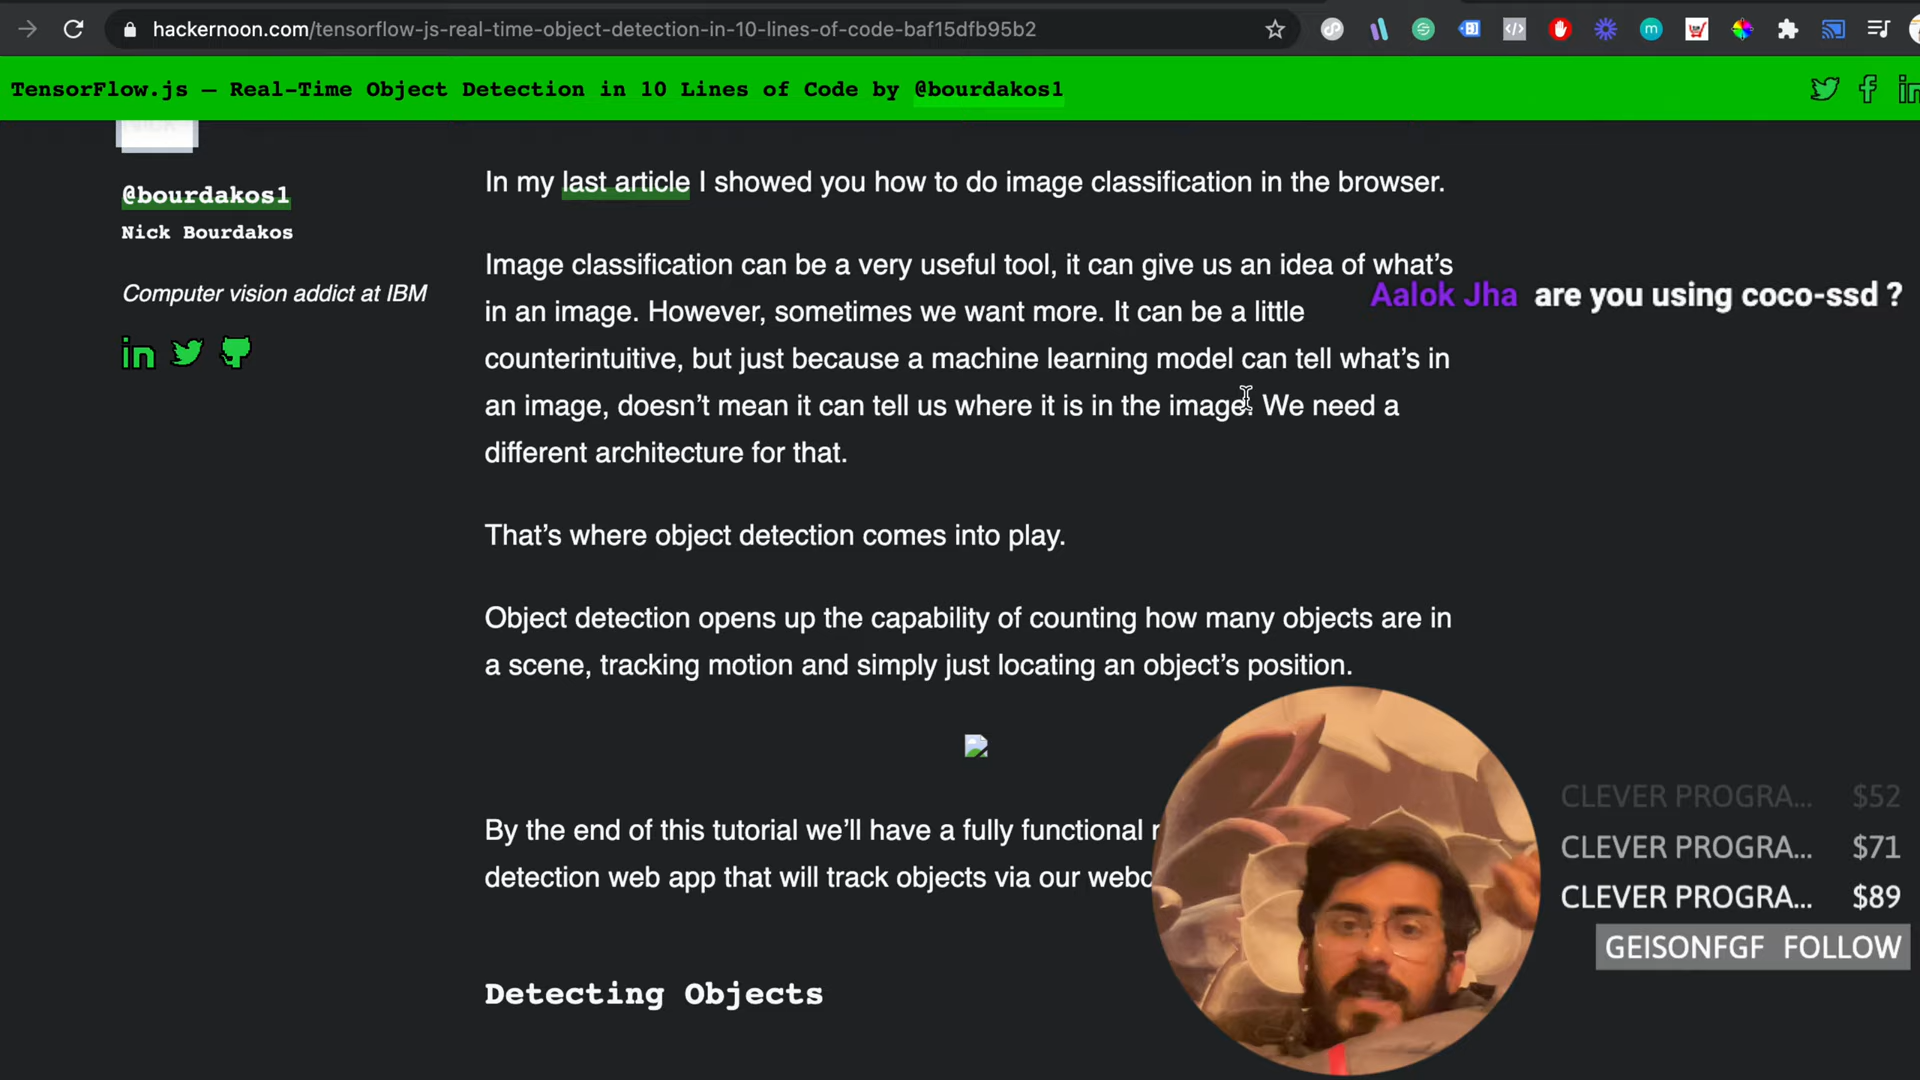 hackernoon.com/tensorflow-js-real-time-object-detection-in-10-lines-of-code-baf15dfb95b2
TensorFlow.js — Real-Time Object Detection in 10 Lines of Code by @bourdakos1
@bourdakos1
Nick Bourdakos
Computer vision addict at IBM
In my last article I showed you how to do image classification in the browser.
Image classification can be a very useful tool, it can give us an idea of what’s
in an image. However, sometimes we want more. It can be a little
counterintuitive, but just because a machine learning model can tell what’s in
an image, doesn’t mean it can tell us where it is in the image. We need a
different architecture for that.
That’s where object detection comes into play.
Object detection opens up the capability of counting how many objects are in
a scene, tracking motion and simply just locating an object’s position.
By the end of this tutorial we’ll have a fully functional
detection web app that will track objects via our
Detecting Objects
Aalok Jha are you using coco-ssd ?
CLEVER PROGRA... $52
CLEVER PROGRA... $71
CLEVER PROGRA... $89
GEISONFGF FOLLOW